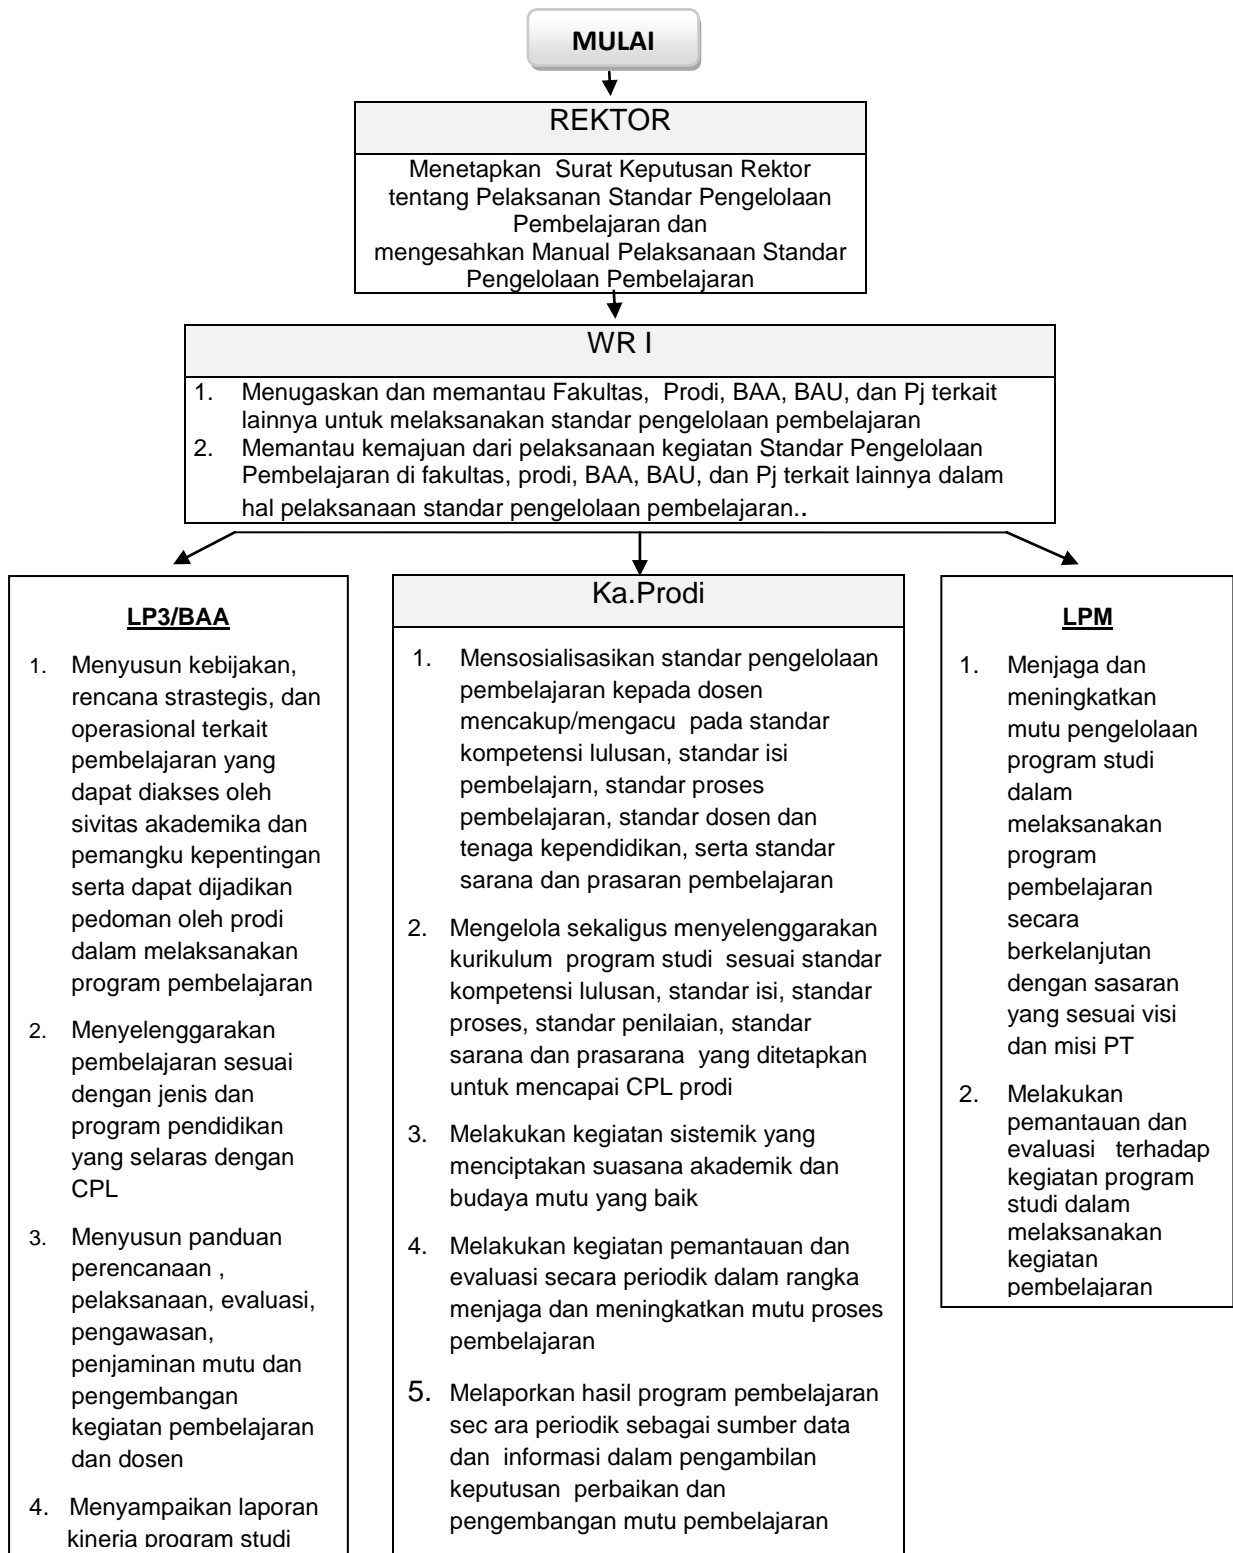 MULAI
REKTOR
Menetapkan Surat Keputusan Rektor
tentang Pelaksanan Standar Pengelolaan
Pembelajaran dan
mengesahkan Manual Pelaksanaan Standar
Pengelolaan Pembelajaran
WR I
1. Menugaskan dan memantau Fakultas, Prodi, BAA, BAU, dan Pj terkait
lainnya untuk melaksanakan standar pengelolaan pembelajaran
2. Memantau kemajuan dari pelaksanaan kegiatan Standar Pengelolaan
Pembelajaran di fakultas, prodi, BAA, BAU, dan Pj terkait lainnya dalam
hal pelaksanaan standar pengelolaan pembelajaran..
LP3/BAA
1. Menyusun kebijakan,
rencana strastegis, dan
operasional terkait
pembelajaran yang
dapat diakses oleh
sivitas akademika dan
pemangku kepentingan
serta dapat dijadikan
pedoman oleh prodi
dalam melaksanakan
program pembelajaran
2. Menyelenggarakan
pembelajaran sesuai
dengan jenis dan
program pendidikan
yang selaras dengan
CPL
3. Menyusun panduan
perencanaan ,
pelaksanaan, evaluasi,
pengawasan,
penjaminan mutu dan
pengembangan
kegiatan pembelajaran
dan dosen
4. Menyampaikan laporan
kinerja program studi
Ka.Prodi
1. Mensosialisasikan standar pengelolaan
pembelajaran kepada dosen
mencakup/mengacu pada standar
kompetensi lulusan, standar isi
pembelajarn, standar proses
pembelajaran, standar dosen dan
tenaga kependidikan, serta standar
sarana dan prasaran pembelajaran
2. Mengelola sekaligus menyelenggarakan
kurikulum program studi sesuai standar
kompetensi lulusan, standar isi, standar
proses, standar penilaian, standar
sarana dan prasarana yang ditetapkan
untuk mencapai CPL prodi
3. Melakukan kegiatan sistemik yang
menciptakan suasana akademik dan
budaya mutu yang baik
4. Melakukan kegiatan pemantauan dan
evaluasi secara periodik dalam rangka
menjaga dan meningkatkan mutu proses
pembelajaran
5. Melaporkan hasil program pembelajaran
sec ara periodik sebagai sumber data
dan informasi dalam pengambilan
keputusan perbaikan dan
pengembangan mutu pembelajaran
LPM
1. Menjaga dan
meningkatkan
mutu pengelolaan
program studi
dalam
melaksanakan
program
pembelajaran
secara
berkelanjutan
dengan sasaran
yang sesuai visi
dan misi PT
2. Melakukan
pemantauan dan
evaluasi terhadap
kegiatan program
studi dalam
melaksanakan
kegiatan
pembelajaran